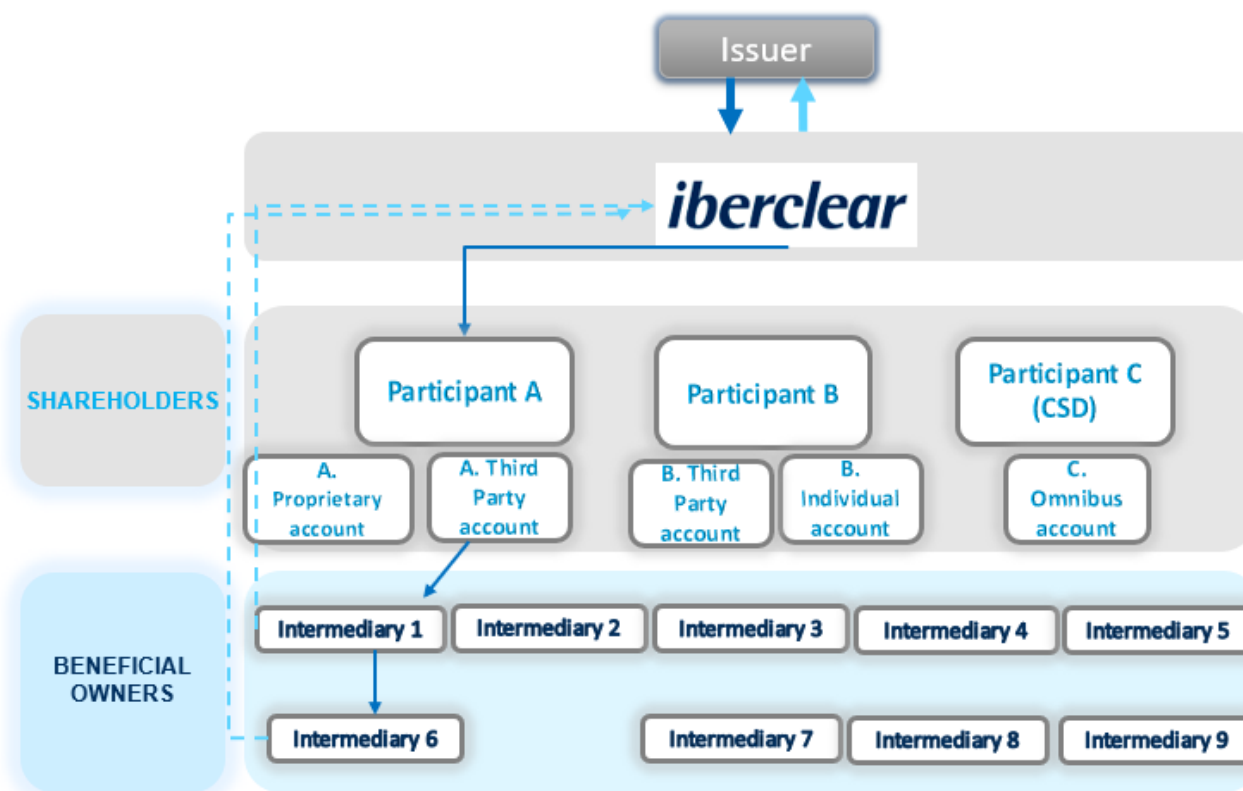 Issuer
iberclear
SHAREHOLDERS
Participant A
Participant B
Participant C
(CSD)
A.
Proprietary
account
A. Third
Party
account
B. Third
Party
account
B.
Individual
account
C.
Omnibus
account
BENEFICIAL
OWNERS
Intermediary 1
Intermediary 2
Intermediary 3
Intermediary 4
Intermediary 5
Intermediary 6
Intermediary 7
Intermediary 8
Intermediary 9